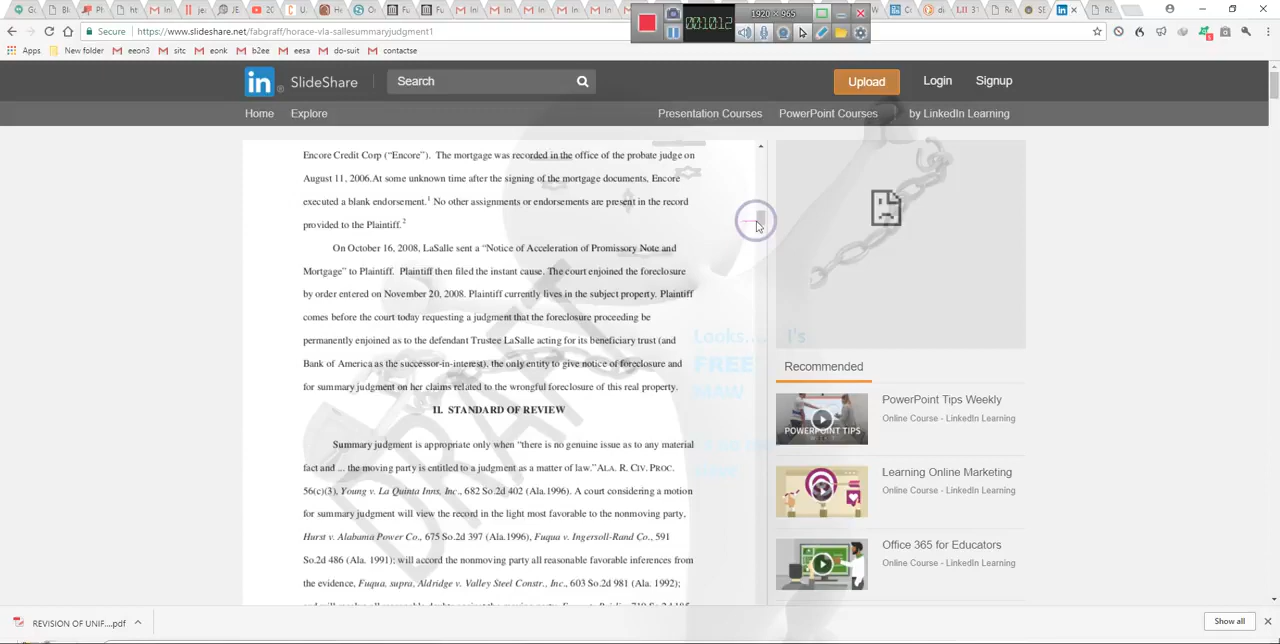 1920 x 965
Secure
https://www.slideshare.net/fabgraff/horace-vla-sallesummaryjudgment1
Apps
New folder
eeon3
sitc
eonk
b2ee
eesa
do-suit
contactse
in
SlideShare
Search
Upload
Login
Signup
Home
Explore
Presentation Courses
PowerPoint Courses
by LinkedIn Learning
Encore Credit Corp (“Encore”). The mortgage was recorded in the office of the probate judge on
August 11, 2006.At some unknown time after the signing of the mortgage documents, Encore
executed a blank endorsement.1 No other assignments or endorsements are present in the record
provided to the Plaintiff.2
On October 16, 2008, LaSalle sent a “Notice of Acceleration of Promissory Note and
Mortgage” to Plaintiff. Plaintiff then filed the instant cause. The court enjoined the foreclosure
by order entered on November 20, 2008. Plaintiff currently lives in the subject property. Plaintiff
comes before the court today requesting a judgment that the foreclosure proceeding be
permanently enjoined as to the defendant Trustee LaSalle acting for its beneficiary trust (and
Bank of America as the successor-in-interest), the only entity to give notice of foreclosure and
for summary judgment on her claims related to the wrongful foreclosure of this real property.
II. STANDARD OF REVIEW
Summary judgment is appropriate only when “there is no genuine issue as to any material
fact and ... the moving party is entitled to a judgment as a matter of law.”ALA. R. CIV. PROC.
56(c)(3), Young v. La Quinta Inns, Inc., 682 So.2d 402 (Ala.1996). A court considering a motion
for summary judgment will view the record in the light most favorable to the nonmoving party,
Hurst v. Alabama Power Co., 675 So.2d 397 (Ala.1996), Fuqua v. Ingersoll-Rand Co., 591
So.2d 486 (Ala. 1991); will accord the nonmoving party all reasonable favorable inferences from
the evidence, Fuqua, supra, Aldridge v. Valley Steel Constr., Inc., 603 So.2d 981 (Ala. 1992);
DRAFT
Looks.... I's
FREE
NAW
Recommended
PowerPoint Tips Weekly
Online Course - LinkedIn Learning
POWERPOINT TIPS
Learning Online Marketing
Online Course - LinkedIn Learning
Office 365 for Educators
Online Course - LinkedIn Learning
REVISION OF UNIF....pdf
Show all